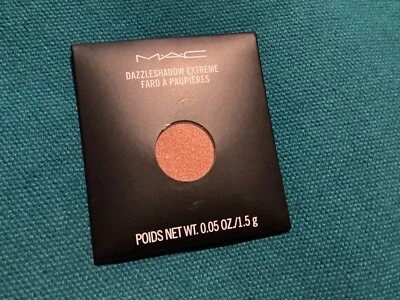 MAC
DAZZLESHADOW EXTREME
FARD À PAUPIÈRES
POIDS NET WT. 0.05 OZ./1.5 g